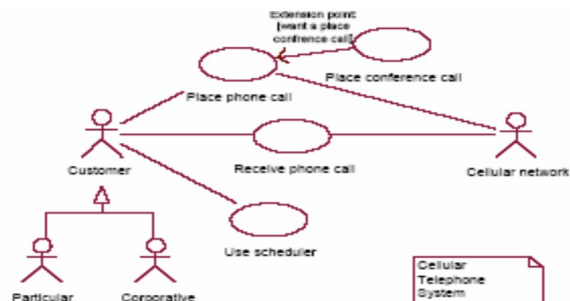 Extension point:
[want a place
confrence call]
Place conference call
Place phone call
Customer
Receive phone call
Cellular network
Use scheduler
Particular
Corporative
Cellular
Telephone
System